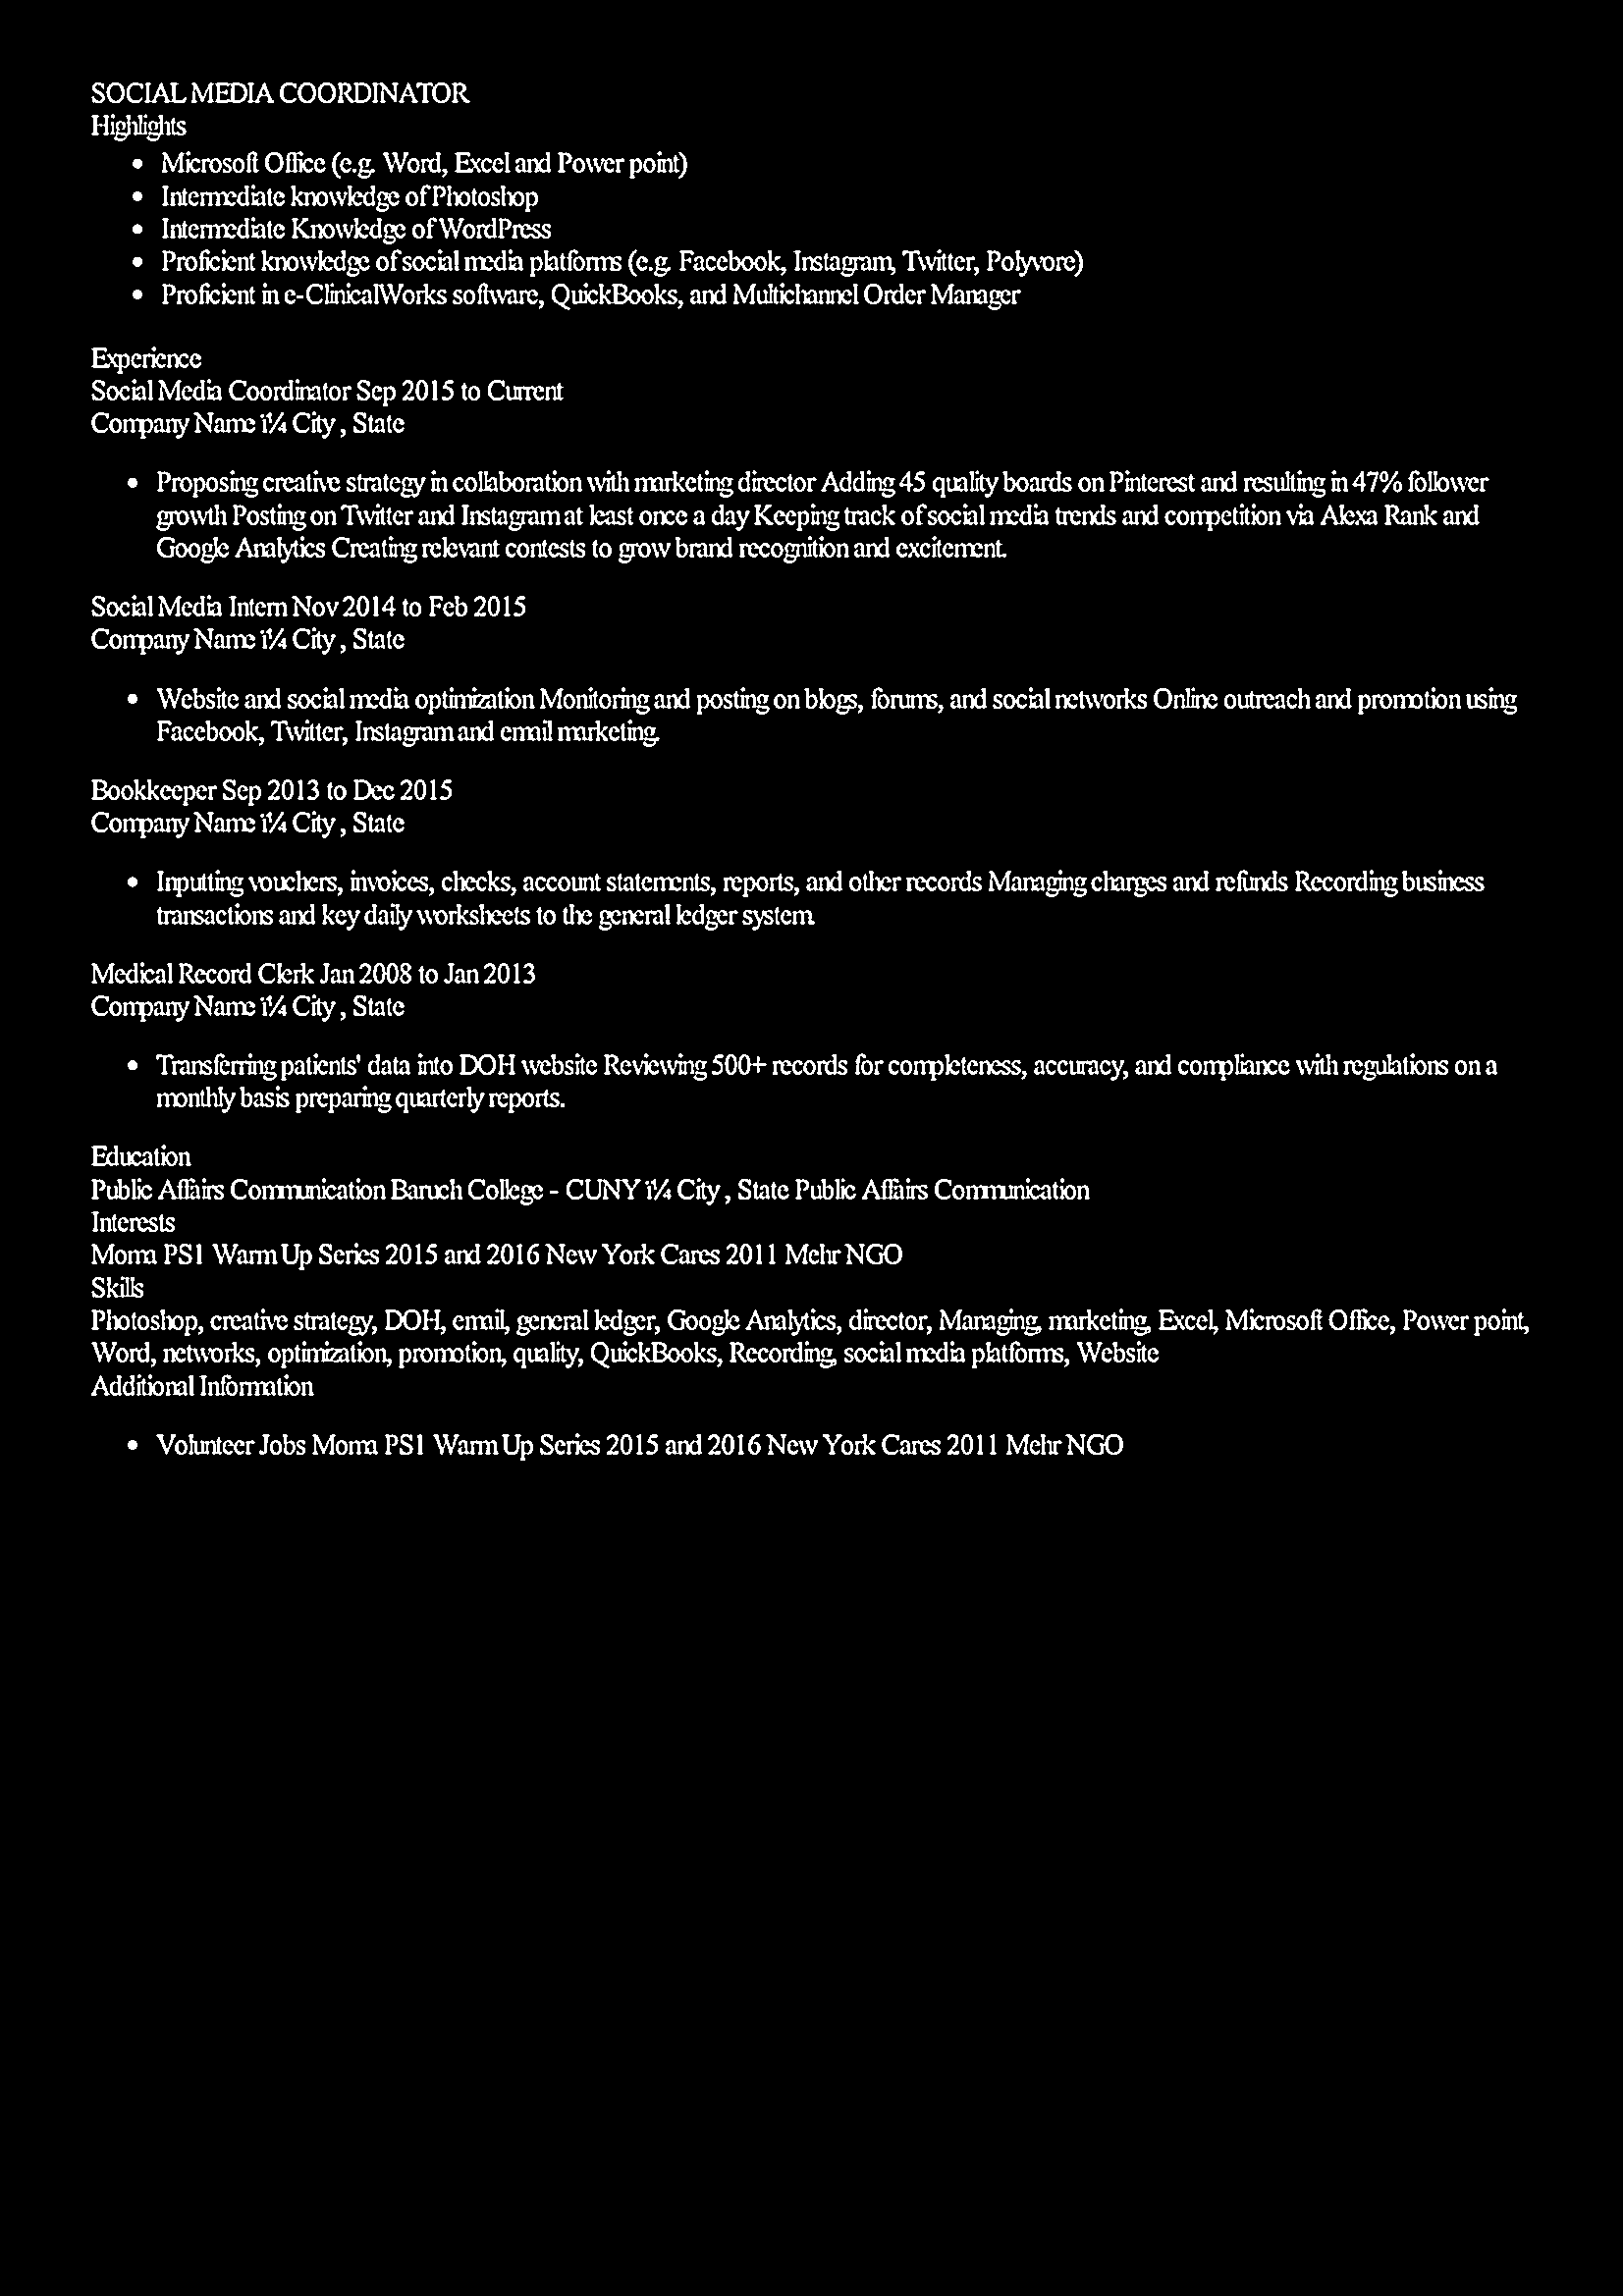 SOCIAL MEDIA COORDINATOR
Highlights
• Microsoft Office (e.g. Word, Excel and Power point)
• Intermediate knowledge of Photoshop
• Intermediate Knowledge of WordPress
• Proficient knowledge of social media platforms (e.g. Facebook, Instagram, Twitter, Polyvore)
• Proficient in e-ClinicalWorks software, QuickBooks, and Multichannel Order Manager
Experience
Social Media Coordinator Sep 2015 to Current
Company Name ï¼ City , State
• Proposing creative strategy in collaboration with marketing director Adding 45 quality boards on Pinterest and resulting in 47% follower
growth Posting on Twitter and Instagram at least once a day Keeping track of social media trends and competition via Alexa Rank and
Google Analytics Creating relevant contests to grow brand recognition and excitement.
Social Media Intern Nov 2014 to Feb 2015
Company Name ï¼ City , State
• Website and social media optimization Monitoring and posting on blogs, forums, and social networks Online outreach and promotion using
Facebook, Twitter, Instagram and email marketing.
Bookkeeper Sep 2013 to Dec 2015
Company Name ï¼ City , State
• Inputting vouchers, invoices, checks, account statements, reports, and other records Managing charges and refunds Recording business
transactions and key daily worksheets to the general ledger system.
Medical Record Clerk Jan 2008 to Jan 2013
Company Name ï¼ City , State
• Transferring patients' data into DOH website Reviewing 500+ records for completeness, accuracy, and compliance with regulations on a
monthly basis preparing quarterly reports.
Education
Public Affairs Communication Baruch College - CUNY ï¼ City , State Public Affairs Communication
Interests
Moma PS1 Warm Up Series 2015 and 2016 New York Cares 2011 Mehr NGO
Skills
Photoshop, creative strategy, DOH, email, general ledger, Google Analytics, director, Managing, marketing, Excel, Microsoft Office, Power point,
Word, networks, optimization, promotion, quality, QuickBooks, Recording, social media platforms, Website
Additional Information
• Volunteer Jobs Moma PS1 Warm Up Series 2015 and 2016 New York Cares 2011 Mehr NGO